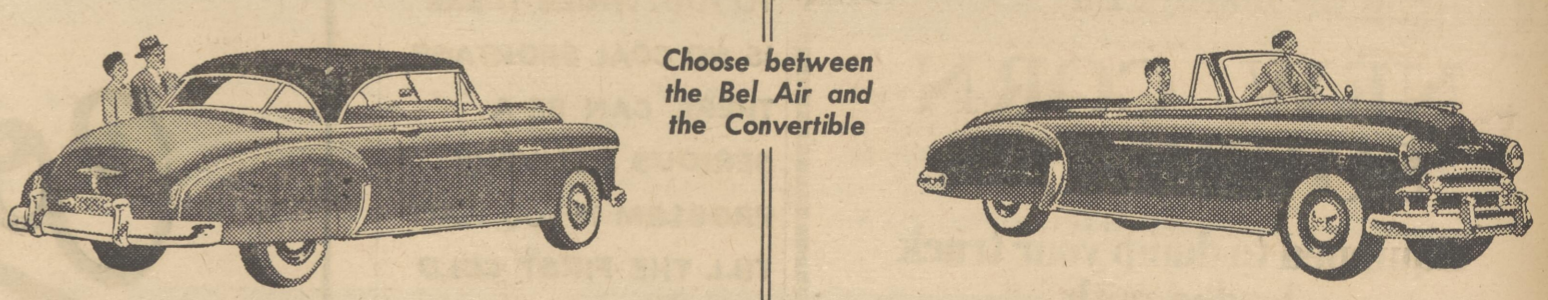 Choose between
the Bel Air and
the Convertible